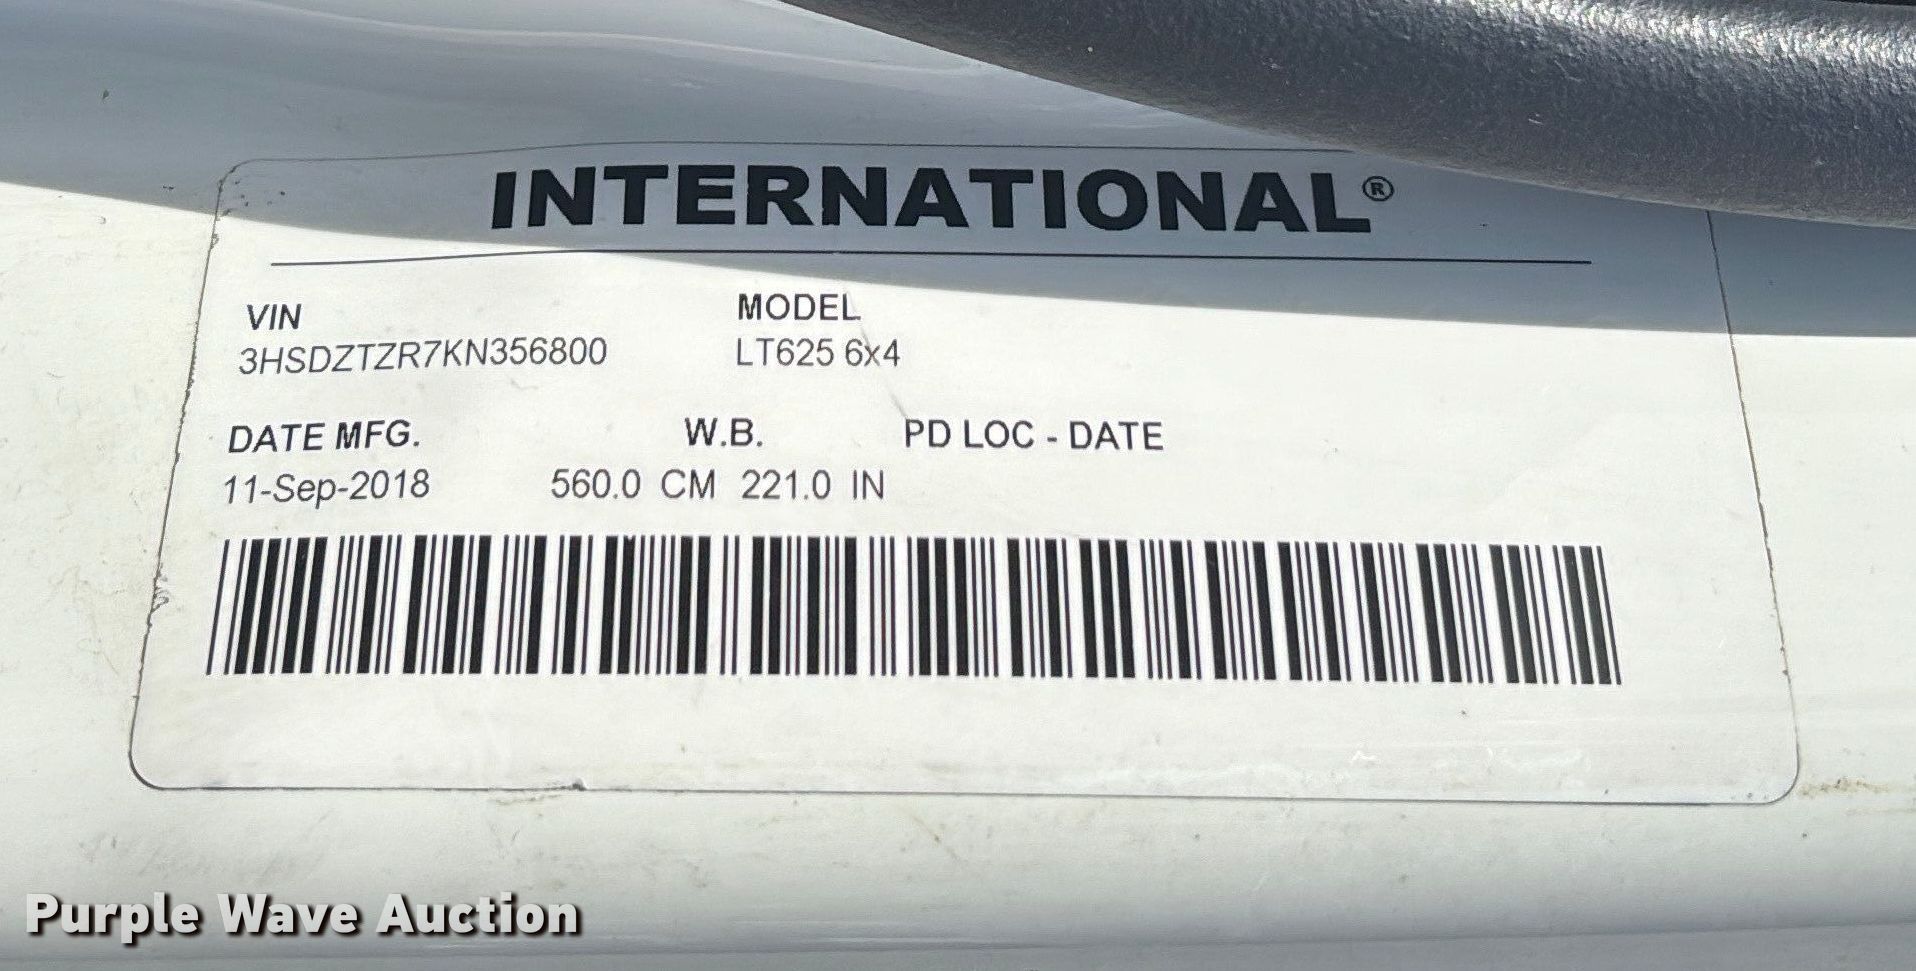 INTERNATIONAL®
VIN MODEL
3HSDZTZR7KN356800 LT625 6x4
DATE MFG. W.B. PD LOC - DATE
11-Sep-2018 560.0 CM 221.0 IN
Purple Wave Auction